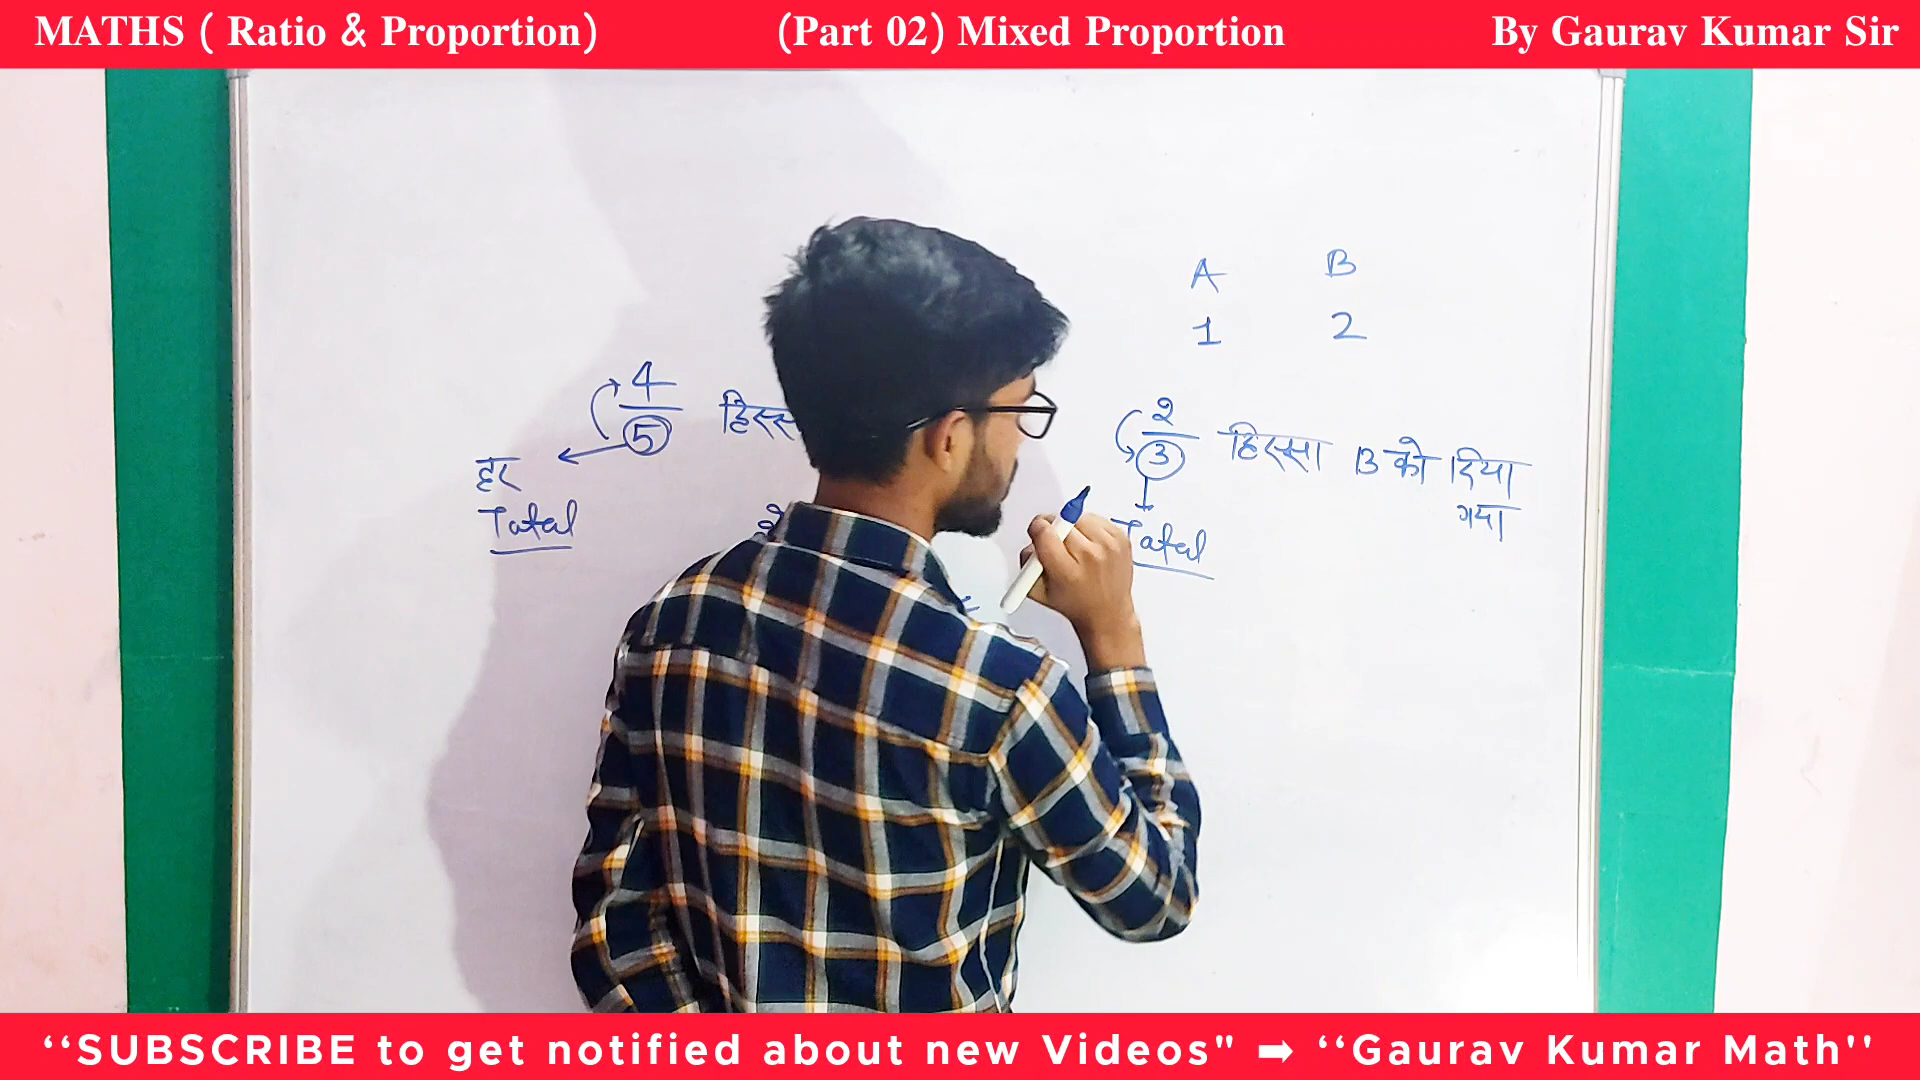 MATHS ( Ratio & Proportion) (Part 02) Mixed Proportion By Gaurav Kumar Sir
A B
1 2
4
5
हर
Total
2
3 हिस्सा B को दिया
गया
Total
‘‘SUBSCRIBE to get notified about new Videos" ➡ ‘‘Gaurav Kumar Math''